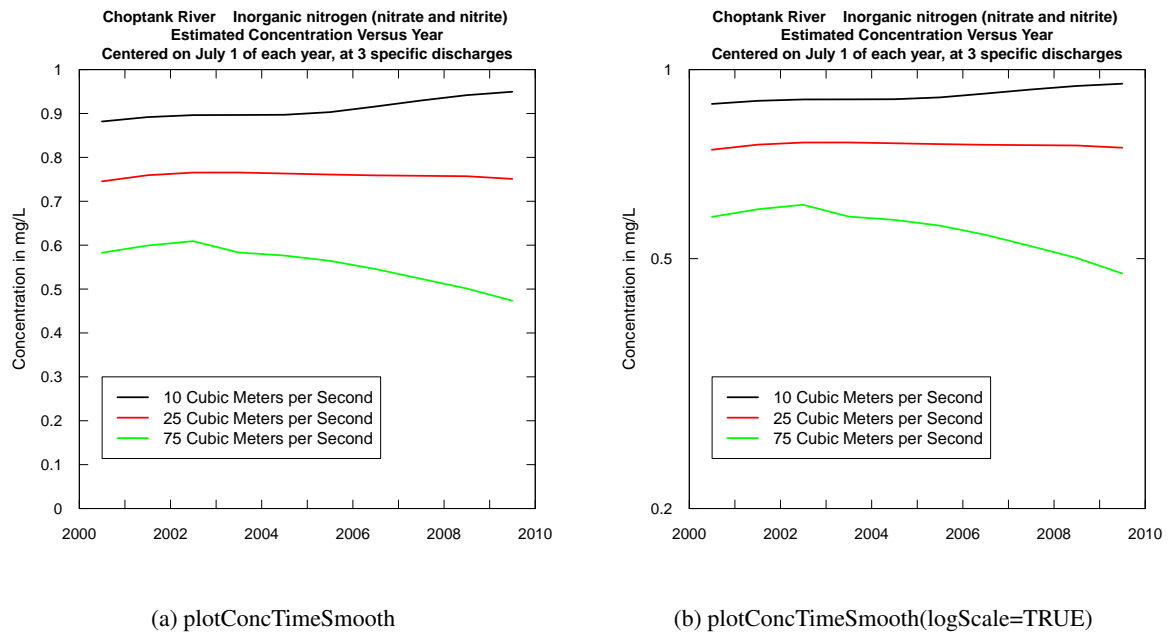 Choptank River Inorganic nitrogen (nitrate and nitrite)
Estimated Concentration Versus Year
Centered on July 1 of each year, at 3 specific discharges
Concentration in mg/L
1
0.9
0.8
0.7
0.6
0.5
0.4
0.3
0.2
0.1
0
10 Cubic Meters per Second
25 Cubic Meters per Second
75 Cubic Meters per Second
2000 2002 2004 2006 2008 2010
(a) plotConcTimeSmooth
Choptank River Inorganic nitrogen (nitrate and nitrite)
Estimated Concentration Versus Year
Centered on July 1 of each year, at 3 specific discharges
Concentration in mg/L
1
0.5
0.2
10 Cubic Meters per Second
25 Cubic Meters per Second
75 Cubic Meters per Second
2000 2002 2004 2006 2008 2010
(b) plotConcTimeSmooth(logScale=TRUE)